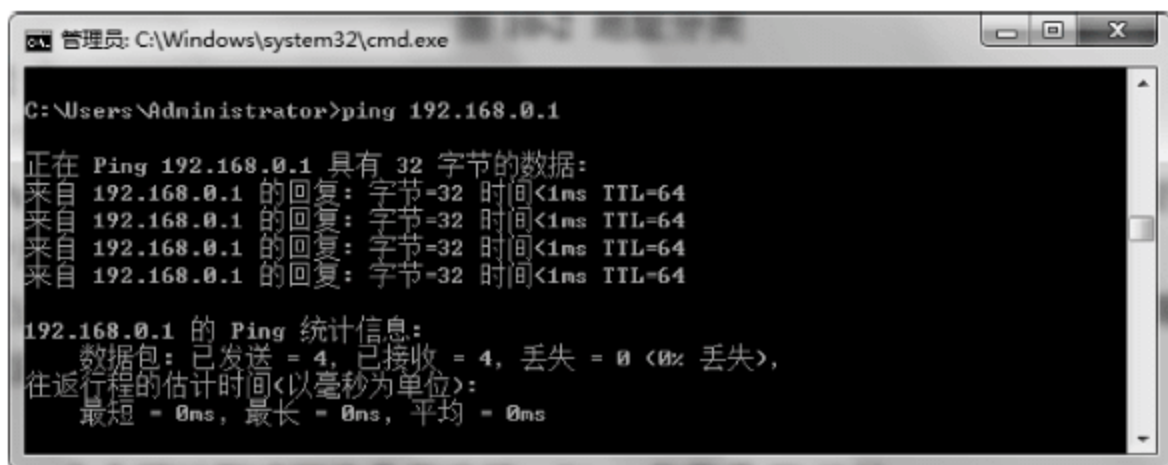 管理员: C:\Windows\system32\cmd.exe
C:\Users\Administrator>ping 192.168.0.1
正在 Ping 192.168.0.1 具有 32 字节的数据:
来自 192.168.0.1 的回复: 字节=32 时间<1ms TTL=64
来自 192.168.0.1 的回复: 字节=32 时间<1ms TTL=64
来自 192.168.0.1 的回复: 字节=32 时间<1ms TTL=64
来自 192.168.0.1 的回复: 字节=32 时间<1ms TTL=64
192.168.0.1 的 Ping 统计信息:
数据包: 已发送 = 4, 已接收 = 4, 丢失 = 0 (0% 丢失),
往返行程的估计时间(以毫秒为单位):
最短 = 0ms, 最长 = 0ms, 平均 = 0ms